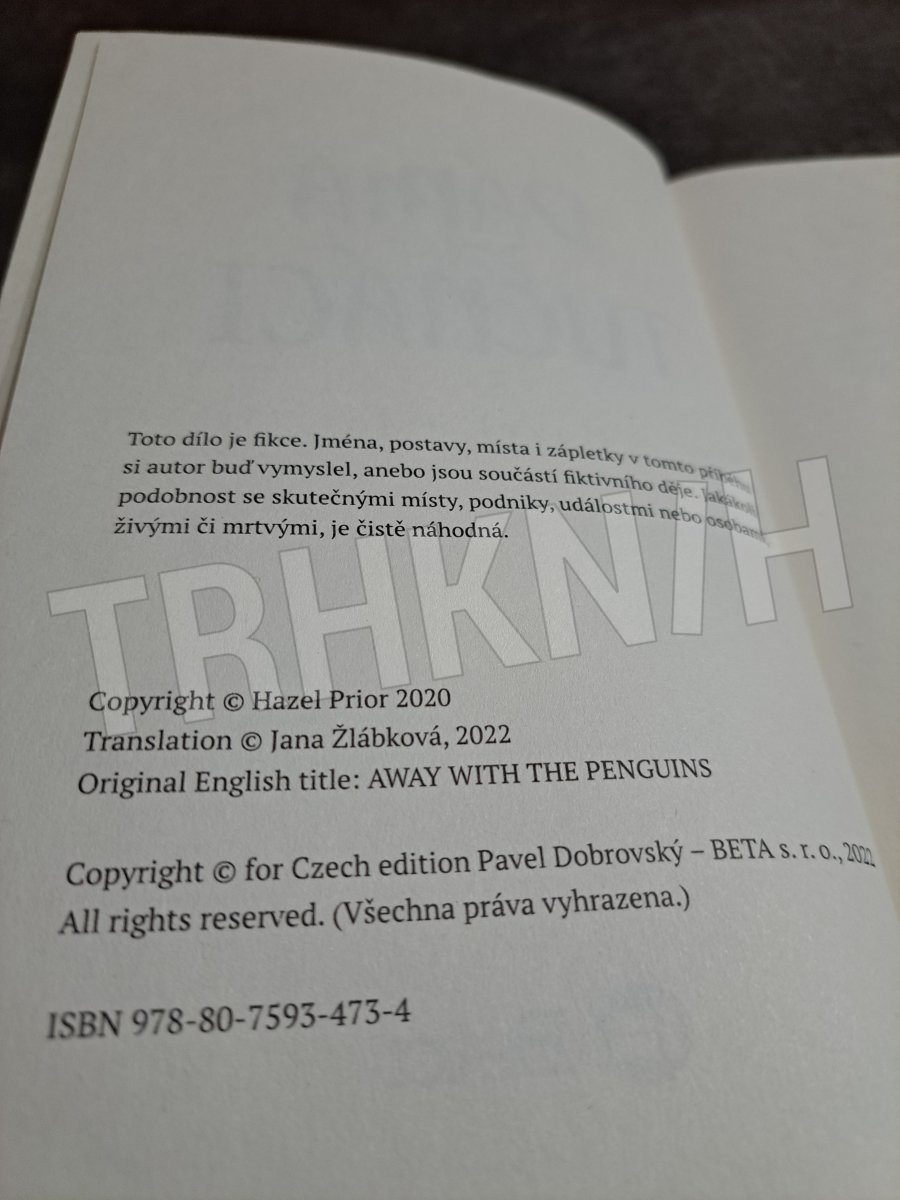 Toto dílo je fikce. Jména, postavy, místa i zápletky v tomto příběhu
si autor buď vymyslel, anebo jsou součástí fiktivního děje. Jakákoli
podobnost se skutečnými místy, podniky, událostmi nebo osobami,
živými či mrtvými, je čistě náhodná.
TRHKNIH
Copyright © Hazel Prior 2020
Translation © Jana Žlábková, 2022
Original English title: AWAY WITH THE PENGUINS
Copyright © for Czech edition Pavel Dobrovský – BETA s. r. o., 2022
All rights reserved. (Všechna práva vyhrazena.)
ISBN 978-80-7593-473-4